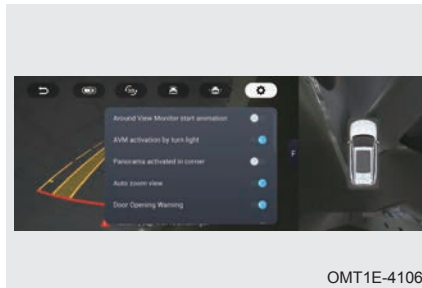 Around View Monitor start animation
AVM activation by turn light
Panorama activated in corner
Auto zoom view
Door Opening Warning
F
OMT1E-4106